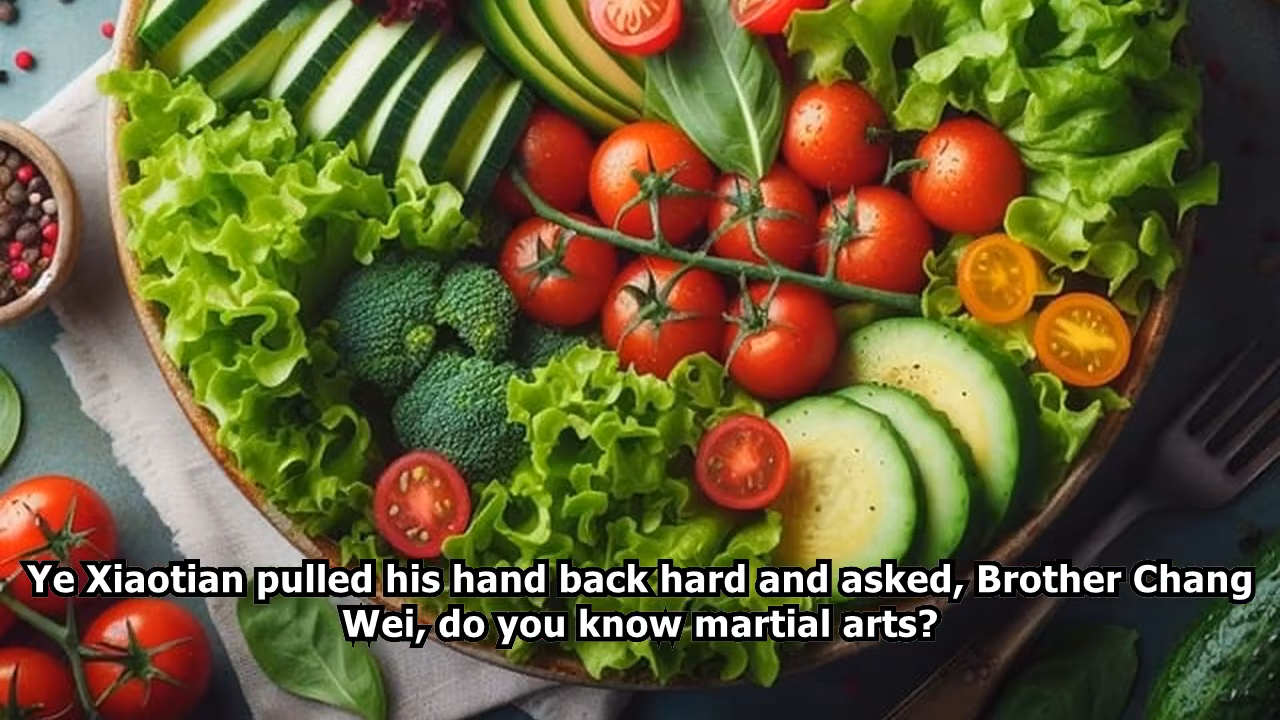 Ye Xiaotian pulled his hand back hard and asked, Brother Chang
Wei, do you know martial arts?